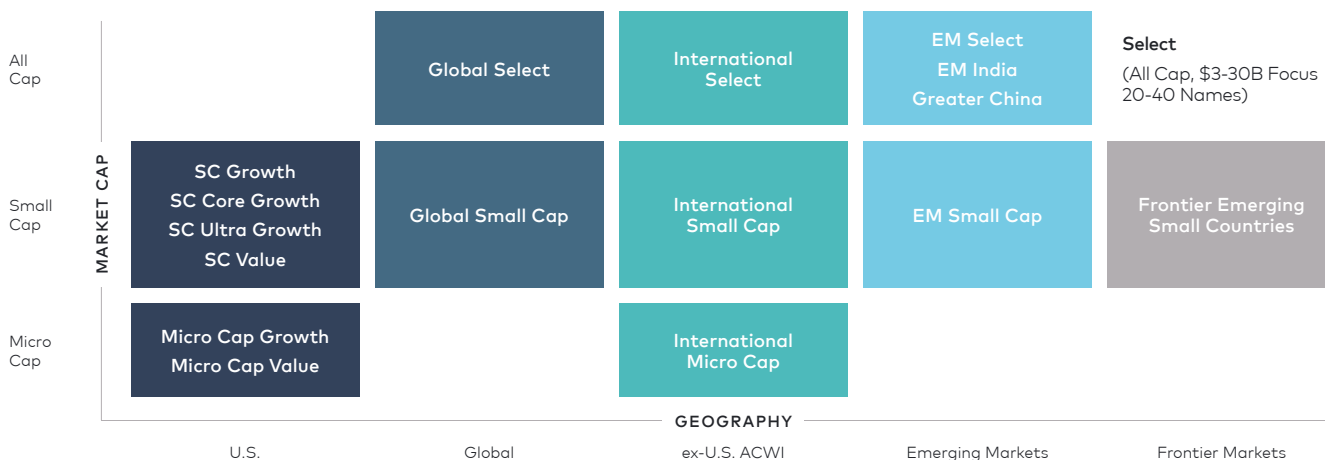 All
Cap
Global Select
International
Select
EM Select
EM India
Greater China
Select
(All Cap, $3-30B Focus
20-40 Names)
MARKET CAP
Small
Cap
SC Growth
SC Core Growth
SC Ultra Growth
SC Value
Global Small Cap
International
Small Cap
EM Small Cap
Frontier Emerging
Small Countries
Micro
Cap
Micro Cap Growth
Micro Cap Value
International
Micro Cap
GEOGRAPHY
U.S.
Global
ex-U.S. ACWI
Emerging Markets
Frontier Markets